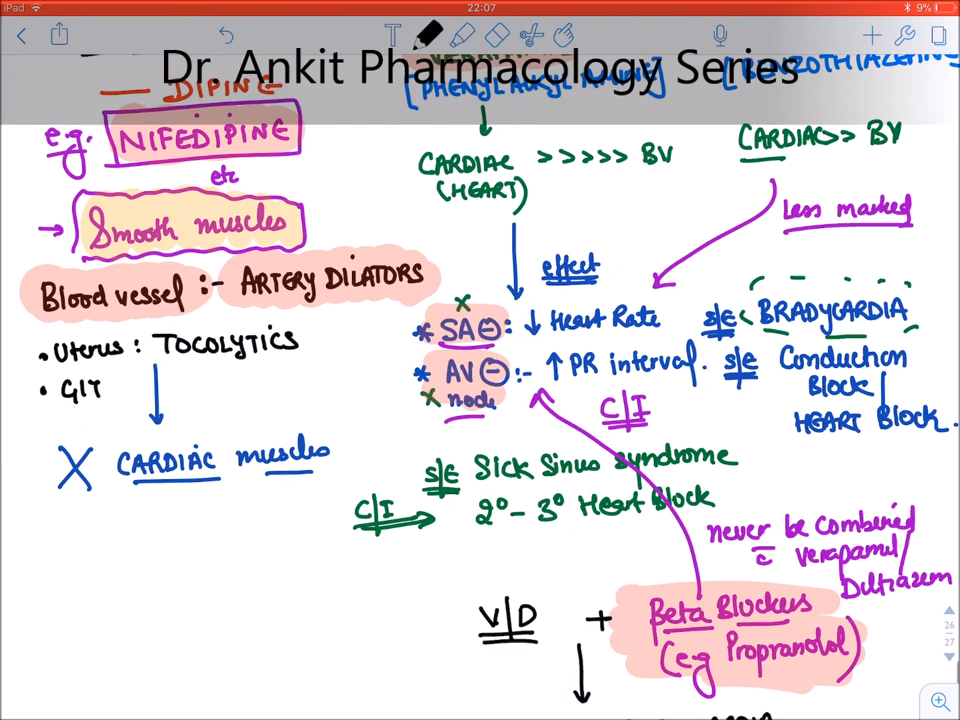 iPad 22:07 9%
T
Dr. Ankit Pharmacology Series
DIPINE
[PHENYLALKYLAMINE]
[BENZOTHIAZEPINE
e.g. NIFEDIPINE
etc
→ Smooth muscles
Blood vessel :- ARTERY DILATORS
• Uterus : TOCOLYTICS
• GIT
X CARDIAC muscles
CARDIAC >>>>> BV
(HEART)
CARDIAC >> BV
Less marked
effect
* SA ⊖ : ↓ Heart Rate s/E BRADYCARDIA
* AV ⊖ :- ↑ PR interval. s/E Conduction Block
node
HEART Block.
C/I
s/E Sick Sinus syndrome
C/I → 2° - 3° Heart Block
never be combined
c̄ Verapamil
Diltiazem
V/D + Beta Blockers
(e.g Propranolol)
26
27